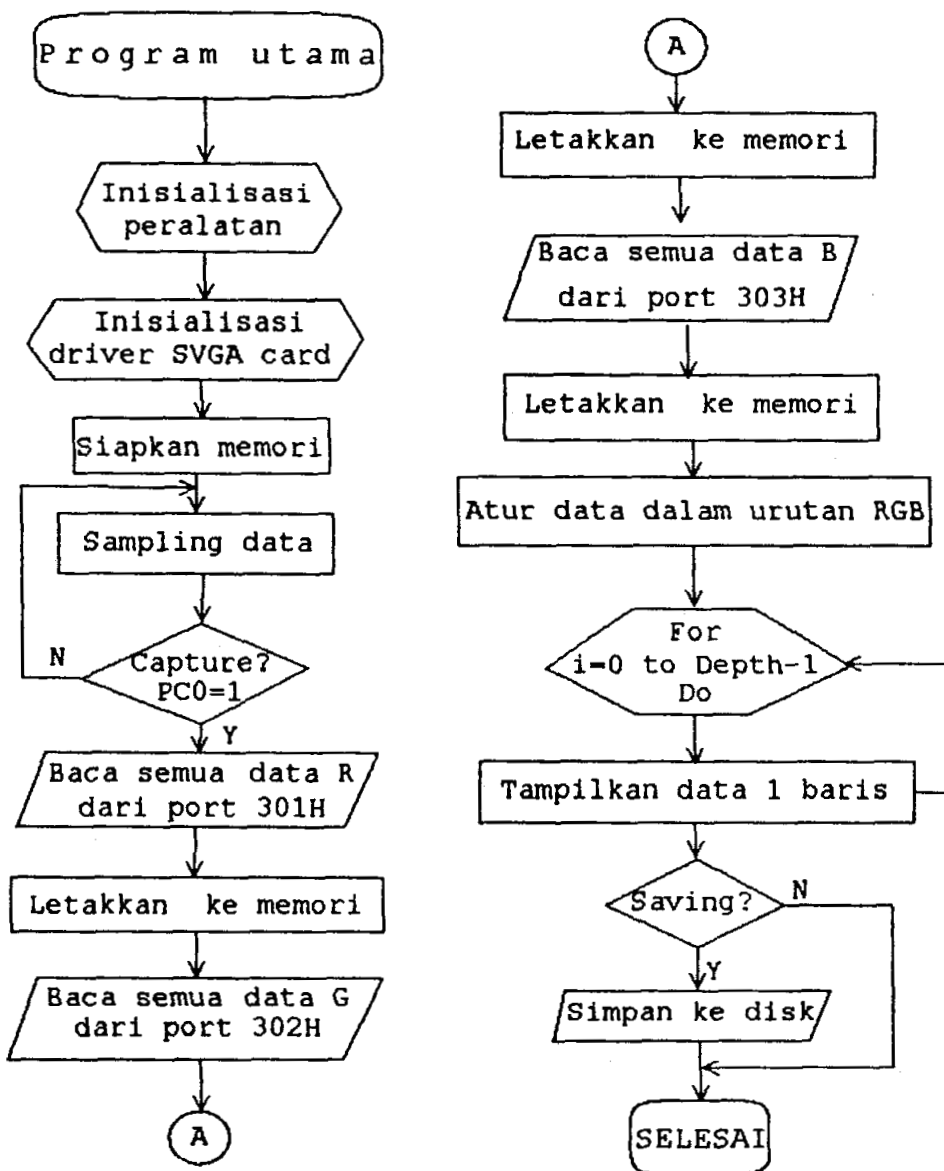 Program utama
Inisialisasi
peralatan
Inisialisasi
driver SVGA card
Siapkan memori
Sampling data
Capture?
PC0=1
N
Y
Baca semua data R
dari port 301H
Letakkan ke memori
Baca semua data G
dari port 302H
A
A
Letakkan ke memori
Baca semua data B
dari port 303H
Letakkan ke memori
Atur data dalam urutan RGB
For
i=0 to Depth-1
Do
Tampilkan data 1 baris
Saving?
N
Y
Simpan ke disk
SELESAI